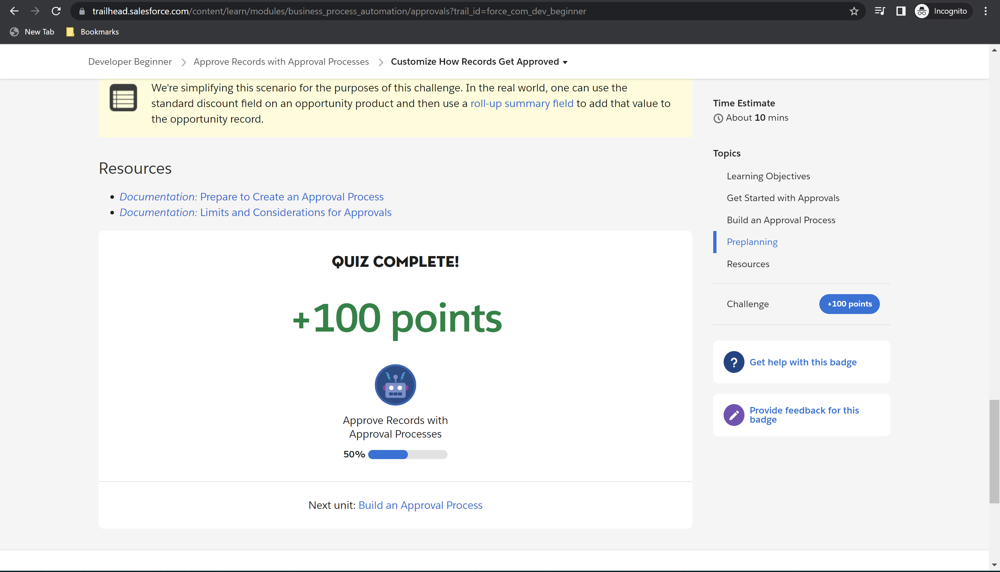 trailhead.salesforce.com/content/learn/modules/business_process_automation/approvals?trail_id=force_com_dev_beginner
Incognito
New Tab
Bookmarks
Developer Beginner
Approve Records with Approval Processes
Customize How Records Get Approved
We're simplifying this scenario for the purposes of this challenge. In the real world, one can use the
standard discount field on an opportunity product and then use a roll-up summary field to add that value to
the opportunity record.
Resources
Documentation: Prepare to Create an Approval Process
Documentation: Limits and Considerations for Approvals
QUIZ COMPLETE!
+100 points
Approve Records with
Approval Processes
50%
Next unit: Build an Approval Process
Time Estimate
About 10 mins
Topics
Learning Objectives
Get Started with Approvals
Build an Approval Process
Preplanning
Resources
Challenge
+100 points
?
Get help with this badge
Provide feedback for this
badge